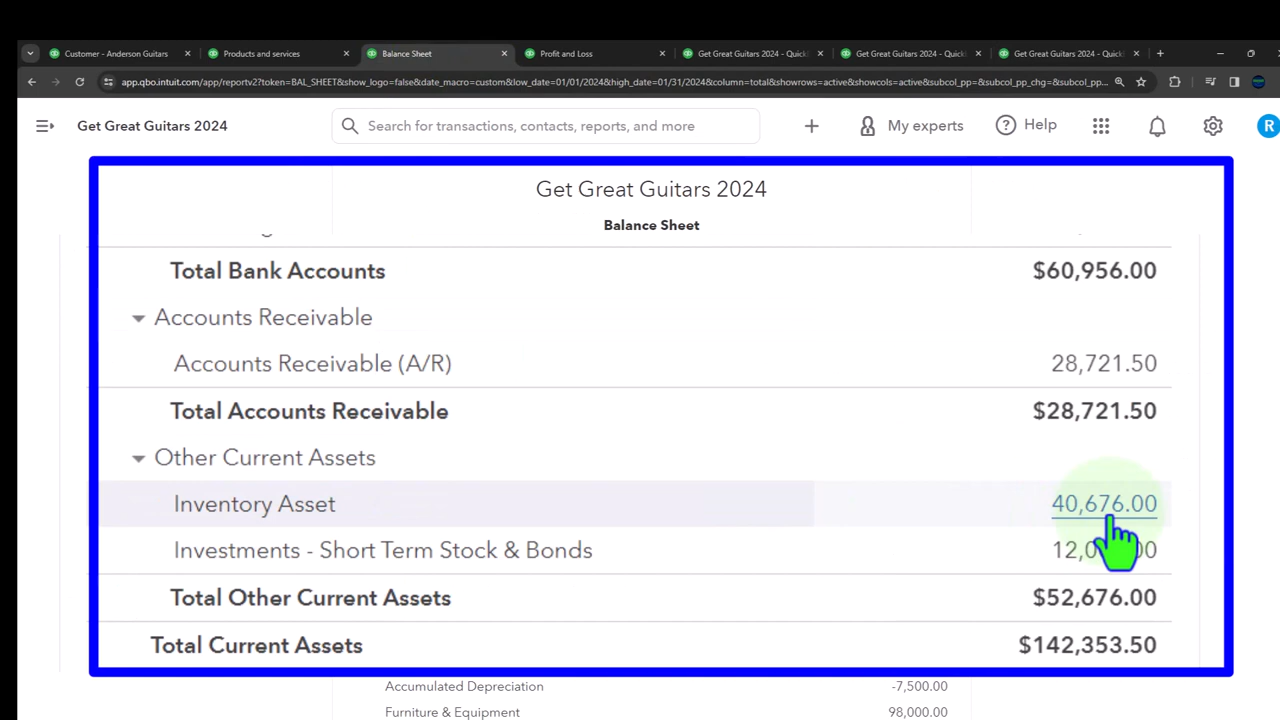 Customer - Anderson Guitars
Products and services
Balance Sheet
Profit and Loss
Get Great Guitars 2024 - Quick
Get Great Guitars 2024 - Quick
Get Great Guitars 2024 - Quick
app.qbo.intuit.com/app/reportv2?token=BAL_SHEET&show_logo=false&date_macro=custom&low_date=01/01/2024&high_date=01/31/2024&column=total&showrows=active&showcols=active&subcol_pp=&subcol_pp_chg=&subcol_pp...
Get Great Guitars 2024
Search for transactions, contacts, reports, and more
My experts
Help
R
Get Great Guitars 2024
Balance Sheet
Total Bank Accounts $60,956.00
Accounts Receivable
Accounts Receivable (A/R) 28,721.50
Total Accounts Receivable $28,721.50
Other Current Assets
Inventory Asset 40,676.00
Investments - Short Term Stock & Bonds
Total Other Current Assets $52,676.00
Total Current Assets $142,353.50
Accumulated Depreciation -7,500.00
Furniture & Equipment 98,000.00